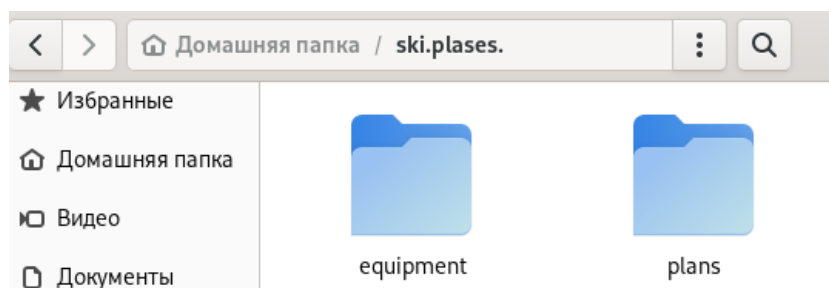 Домашняя папка / ski.plases.
Избранные
Домашняя папка
Видео
Документы
equipment
plans